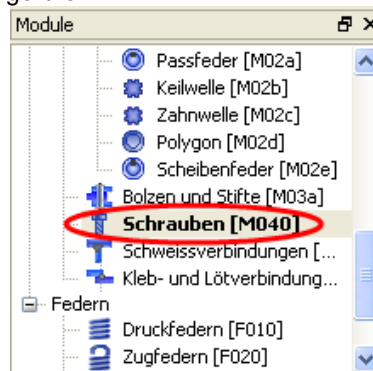 Module
Passfeder [M02a]
Keilwelle [M02b]
Zahnwelle [M02c]
Polygon [M02d]
Scheibenfeder [M02e]
Bolzen und Stifte [M03a]
Schrauben [M040]
Schweissverbindungen [...
Kleb- und Lötverbindung...
Federn
Druckfedern [F010]
Zugfedern [F020]